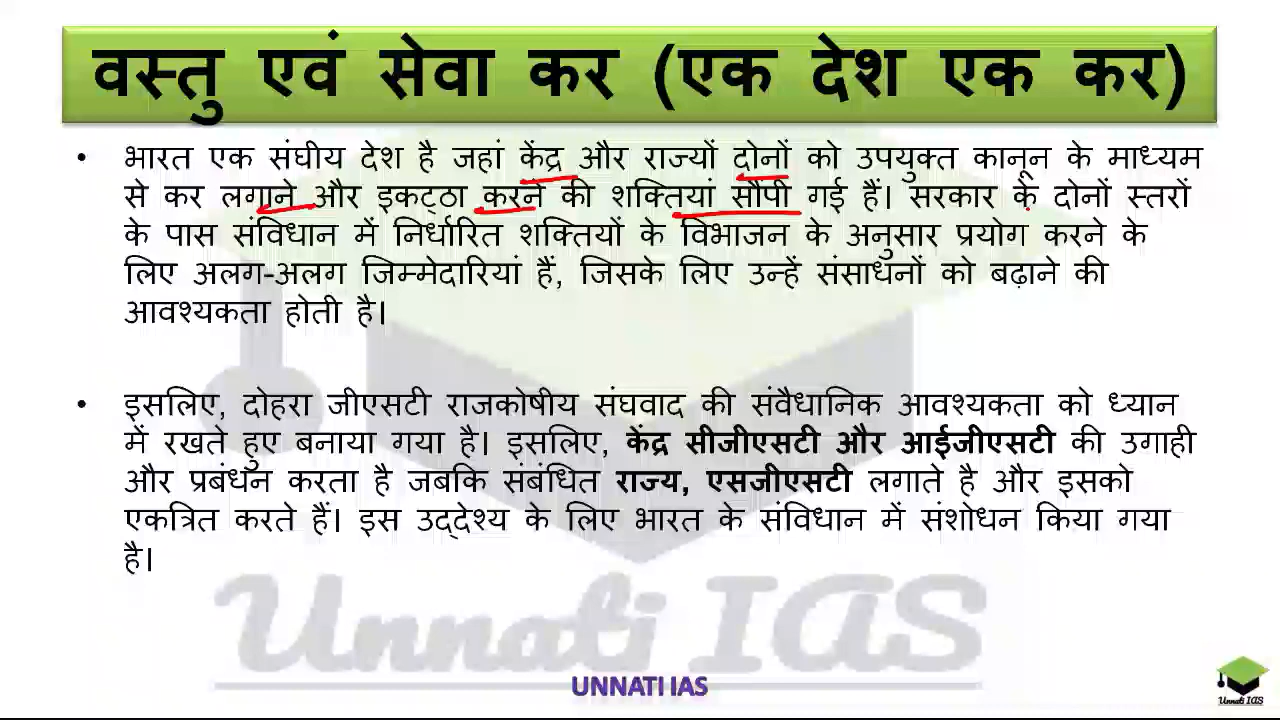 वस्तु एवं सेवा कर (एक देश एक कर)
• भारत एक संघीय देश है जहां केंद्र और राज्यों दोनों को उपयुक्त कानून के माध्यम
से कर लगाने और इकट्ठा करने की शक्तियां सौंपी गई हैं। सरकार के दोनों स्तरों
के पास संविधान में निर्धारित शक्तियों के विभाजन के अनुसार प्रयोग करने के
लिए अलग-अलग जिम्मेदारियां हैं, जिसके लिए उन्हें संसाधनों को बढ़ाने की
आवश्यकता होती है।
• इसलिए, दोहरा जीएसटी राजकोषीय संघवाद की संवैधानिक आवश्यकता को ध्यान
में रखते हुए बनाया गया है। इसलिए, केंद्र सीजीएसटी और आईजीएसटी की उगाही
और प्रबंधन करता है जबकि संबंधित राज्य, एसजीएसटी लगाते है और इसको
एकत्रित करते हैं। इस उद्देश्य के लिए भारत के संविधान में संशोधन किया गया
है।
Unnati IAS
UNNATI IAS
Unnati IAS